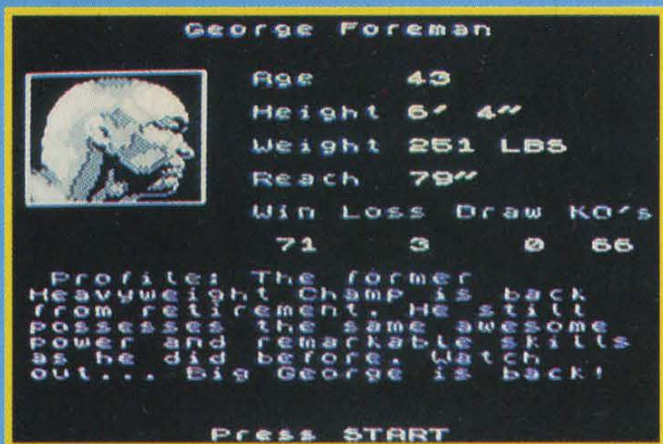 George Foreman
Age 43
Height 6' 4"
Weight 251 LBS
Reach 79"
Win Loss Draw KO's
71 3 0 66
Profile: The former
Heavyweight Champ is back
from retirement. He still
possesses the same awesome
power and remarkable skills
as he did before. Watch
out... Big George is back!
Press START